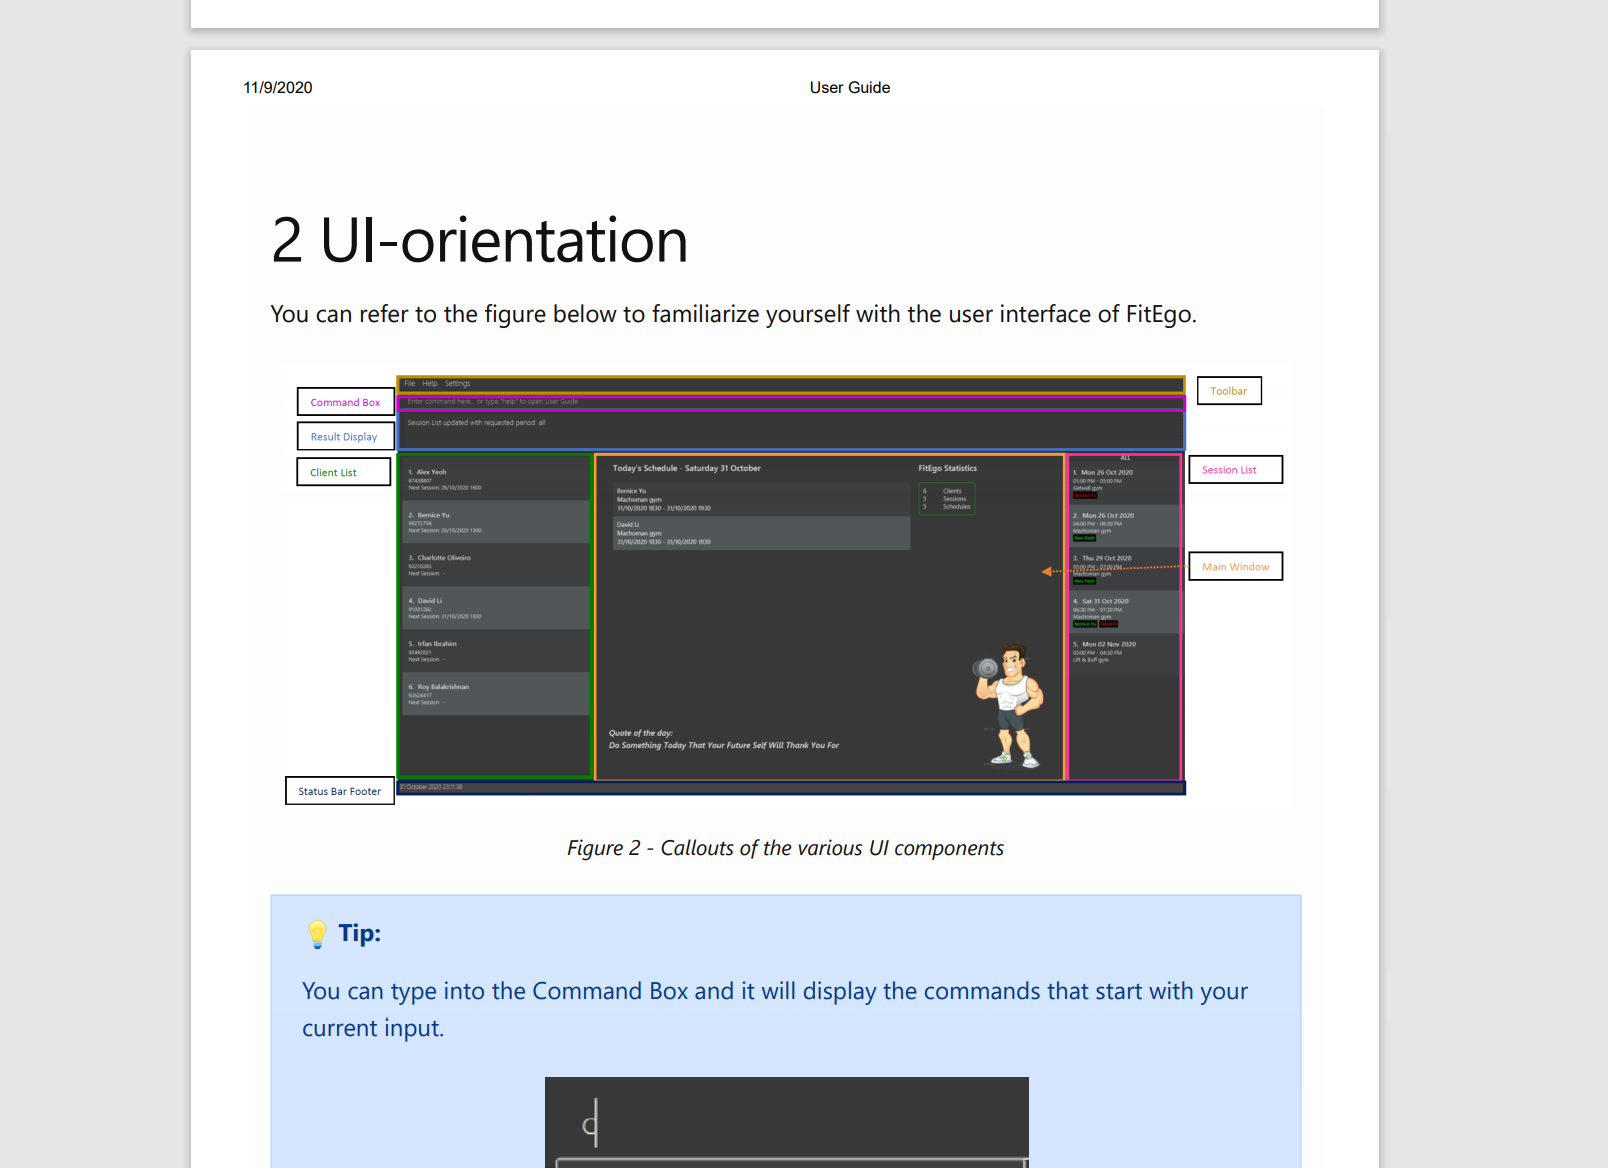 11/9/2020
User Guide
2 UI-orientation
You can refer to the figure below to familiarize yourself with the user interface of FitEgo.
Command Box
Result Display
Client List
Status Bar Footer
File Help Settings
Enter command here... or type "help" to open User Guide
Session List updated with requested period: all
1. Alex Yeoh
87438807
Next Session: 26/10/2020 1600
2. Bernice Yu
99272758
Next Session: 26/10/2020 1300
3. Charlotte Oliveiro
93210283
Next Session: -
4. David Li
91031282
Next Session: 31/10/2020 1830
5. Irfan Ibrahim
92492021
Next Session: -
6. Roy Balakrishnan
92624417
Next Session: -
Today's Schedule - Saturday 31 October
Bernice Yu
Machoman gym
31/10/2020 1830 - 31/10/2020 1930
David Li
Machoman gym
31/10/2020 1830 - 31/10/2020 1930
FitEgo Statistics
6 Clients
5 Sessions
5 Schedules
Quote of the day:
Do Something Today That Your Future Self Will Thank You For
ALL
1. Mon 26 Oct 2020
01:00 PM - 03:00 PM
Getwell gym
Bernice Yu
2. Mon 26 Oct 2020
04:00 PM - 06:30 PM
Machoman gym
Alex Yeoh
3. Thu 29 Oct 2020
05:00 PM - 07:00 PM
Machoman gym
Alex Yeoh
4. Sat 31 Oct 2020
06:30 PM - 07:30 PM
Machoman gym
Bernice Yu David Li
5. Mon 02 Nov 2020
03:00 PM - 04:30 PM
Lift & Buff gym
31 October 2020 23:11:38
Toolbar
Session List
Main Window
Figure 2 - Callouts of the various UI components
Tip:
You can type into the Command Box and it will display the commands that start with your
current input.
c